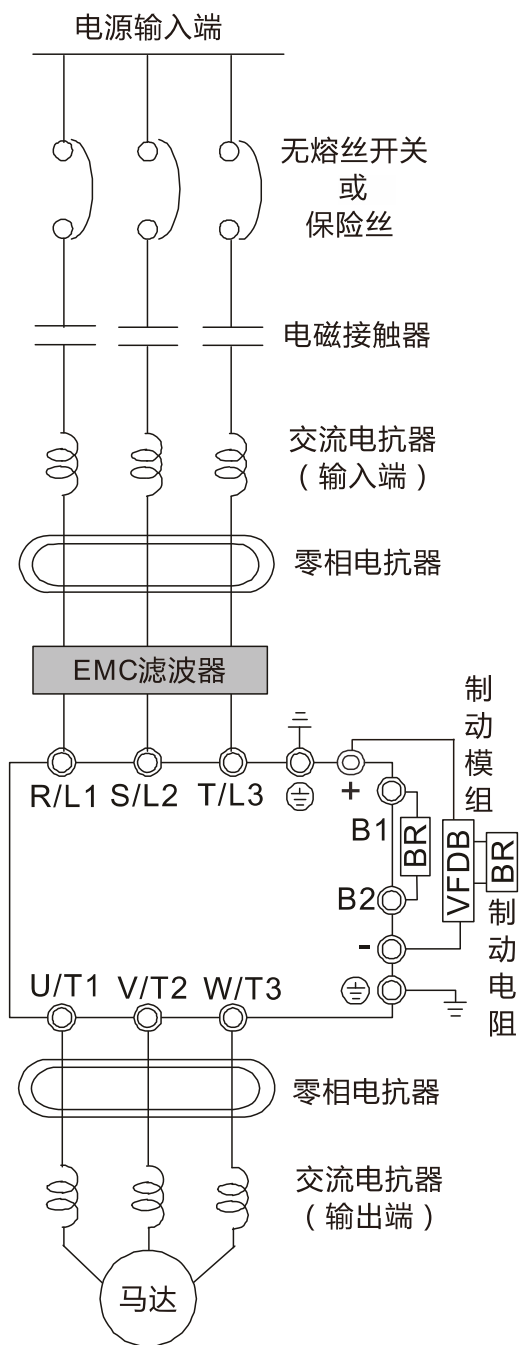 电源输入端
无熔丝开关
或
保险丝
电磁接触器
交流电抗器
（输入端）
零相电抗器
EMC滤波器
制动模组
R/L1 S/L2 T/L3
+
B1
BR
VFDB
BR
B2
-
制动电阻
U/T1 V/T2 W/T3
零相电抗器
交流电抗器
（输出端）
马达